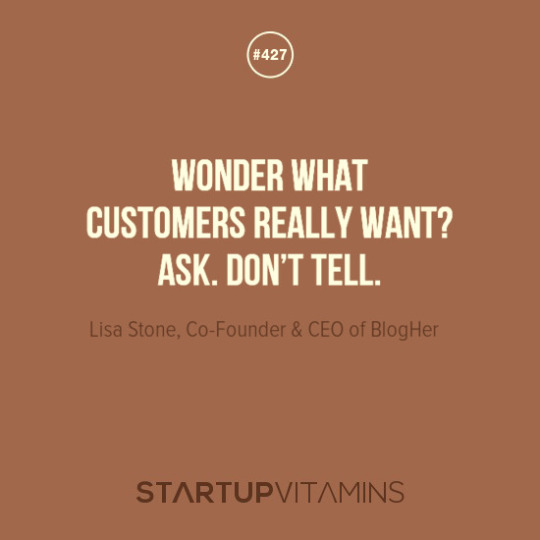 #427
WONDER WHAT
CUSTOMERS REALLY WANT?
ASK. DON'T TELL.
Lisa Stone, Co-Founder & CEO of BlogHer
STARTUPVITAMINS